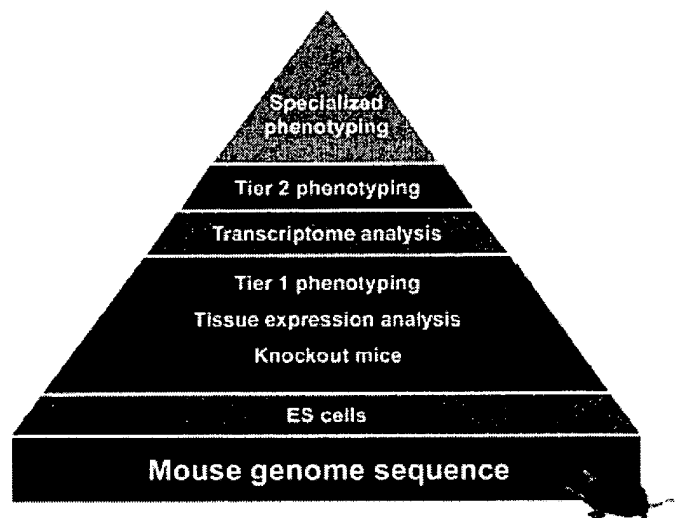 Specialized
phenotyping
Tier 2 phenotyping
Transcriptome analysis
Tier 1 phenotyping
Tissue expression analysis
Knockout mice
ES cells
Mouse genome sequence